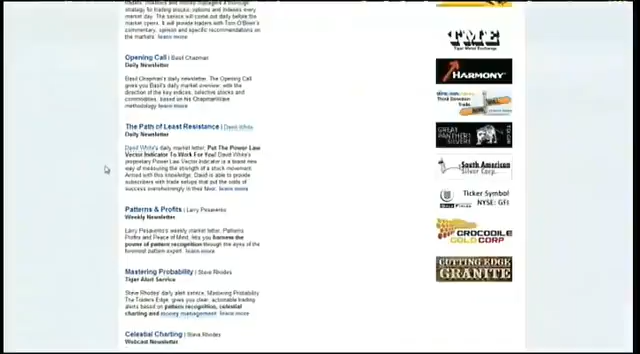 strategy for trading stocks, options and indexes every
market day. The service will come out daily before the
market opens. It will provide traders with Tom O'Brien's
commentary, opinion and specific recommendations on
the markets. learn more
Opening Call | Basil Chapman
Daily Newsletter
Basil Chapman's daily newsletter, The Opening Call
gives you Basil's daily market overview, with the
direction of the key indices, selective stocks and
commodities, based on his ChapmanWave
methodology. learn more
The Path of Least Resistance | David White
Daily Newsletter
David White's daily market letter, Put The Power Law
Vector Indicator To Work For You! David White's
proprietary Power Law Vector Indicator is a brand new
way of measuring the strength of a stock movement.
Armed with this knowledge, David is able to provide
subscribers with trade setups that put the odds of
success overwhelmingly in their favor. learn more
Patterns & Profits | Larry Pesavento
Weekly Newsletter
Larry Pesavento's weekly market letter, Patterns,
Profits and Peace of Mind, lets you harness the
power of pattern recognition through the eyes of the
foremost pattern expert. learn more
Mastering Probability | Steve Rhodes
Tiger Alert Service
Steve Rhodes' daily alert service, Mastering Probability
The Traders Edge, gives you clear, actionable trading
alerts based on pattern recognition, celestial
charting and money management. learn more
Celestial Charting | Steve Rhodes
Webcast Newsletter
TME
Tiger Metal Exchange
HARMONY
Third Dimension
Trade
GREAT
PANTHER
SILVER
South American
Silver Corp.
Ticker Symbol
NYSE: GFI
GOLD FIELDS
CROCODILE
GOLD CORP
CUTTING EDGE
GRANITE